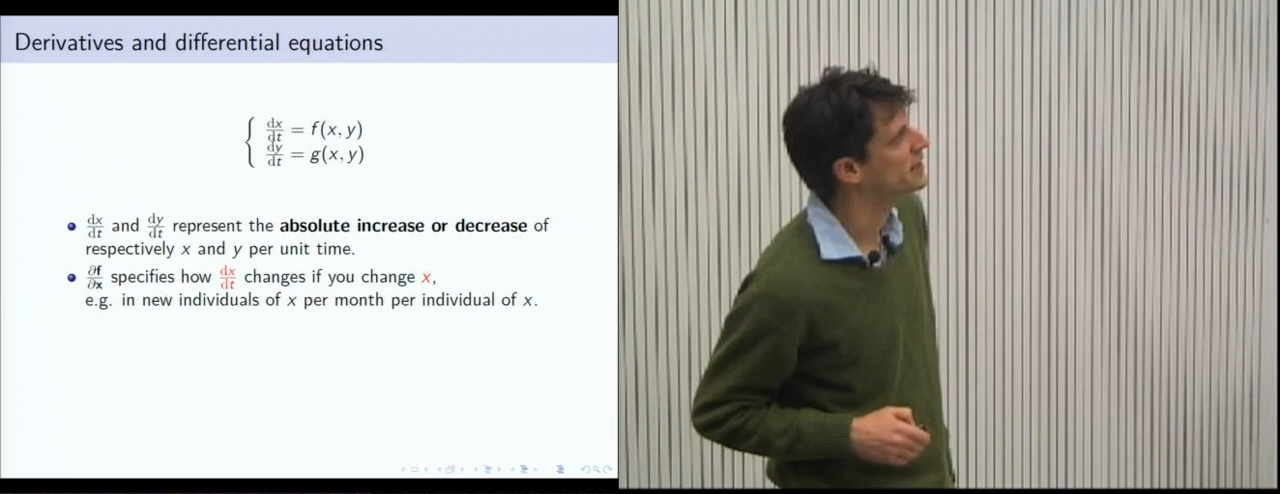 Derivatives and differential equations
{ dx/dt = f(x, y)
dy/dt = g(x, y)
dx/dt and dy/dt represent the absolute increase or decrease of
respectively x and y per unit time.
∂f/∂x specifies how dx/dt changes if you change x,
e.g. in new individuals of x per month per individual of x.